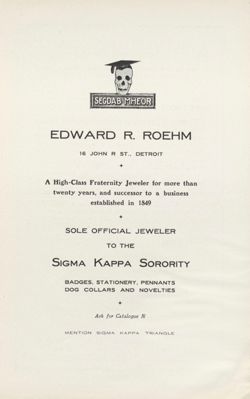 SEGDAB MHEOR
EDWARD R. ROEHM
16 JOHN R ST., DETROIT
A High-Class Fraternity Jeweler for more than
twenty years, and successor to a business
established in 1849
SOLE OFFICIAL JEWELER
TO THE
SIGMA KAPPA SORORITY
BADGES, STATIONERY, PENNANTS
DOG COLLARS AND NOVELTIES
Ask for Catalogue B
MENTION SIGMA KAPPA TRIANGLE